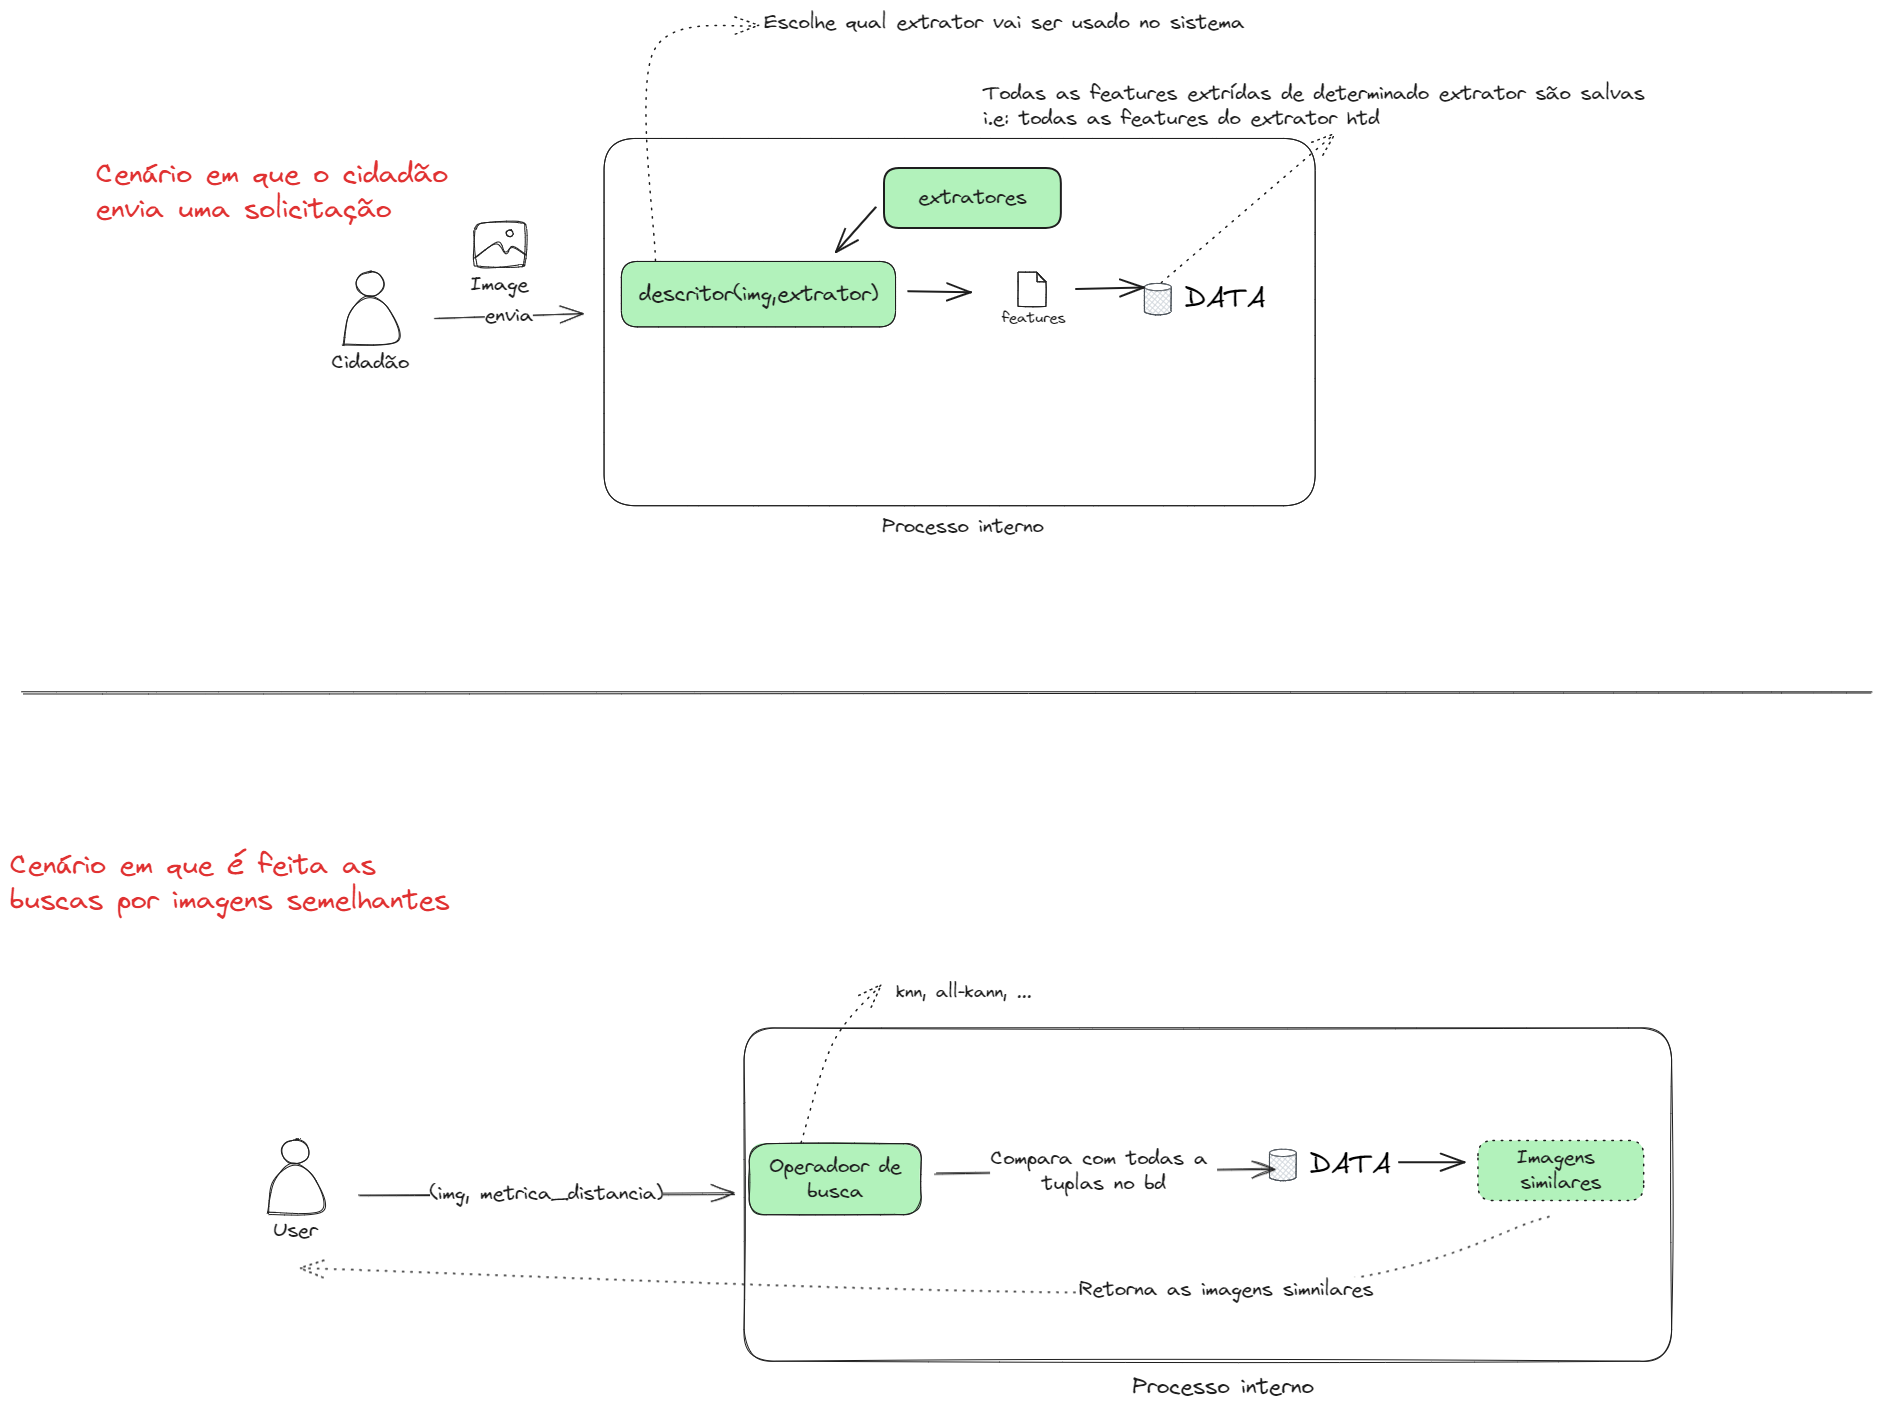 Escolhe qual extrator vai ser usado no sistema
Todas as features extrídas de determinado extrator são salvas
i.e: todas as features do extrator htd
Cenário em que o cidadão
envia uma solicitação
extratores
Image
descritor(img,extrator)
DATA
envia
features
Cidadão
Processo interno
Cenário em que é feita as
buscas por imagens semelhantes
knn, all-kann, ...
Operadoor de
busca
Compara com todas a
tuplas no bd
DATA
Imagens
similares
(img, metrica_distancia)
User
Retorna as imagens simnilares
Processo interno